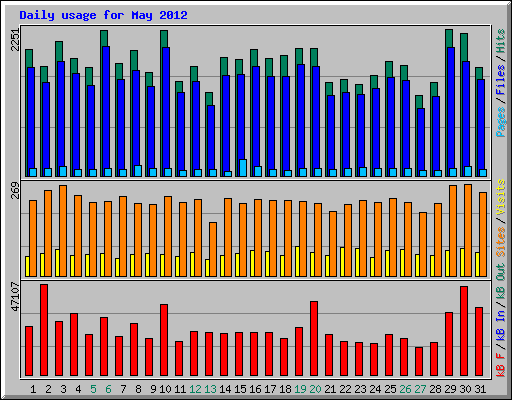 Daily usage for May 2012
2251
Pages / Files / Hits
269
Sites / Visits
47107
kB F / kB In / kB Out
1 2 3 4 5 6 7 8 9 10 11 12 13 14 15 16 17 18 19 20 21 22 23 24 25 26 27 28 29 30 31